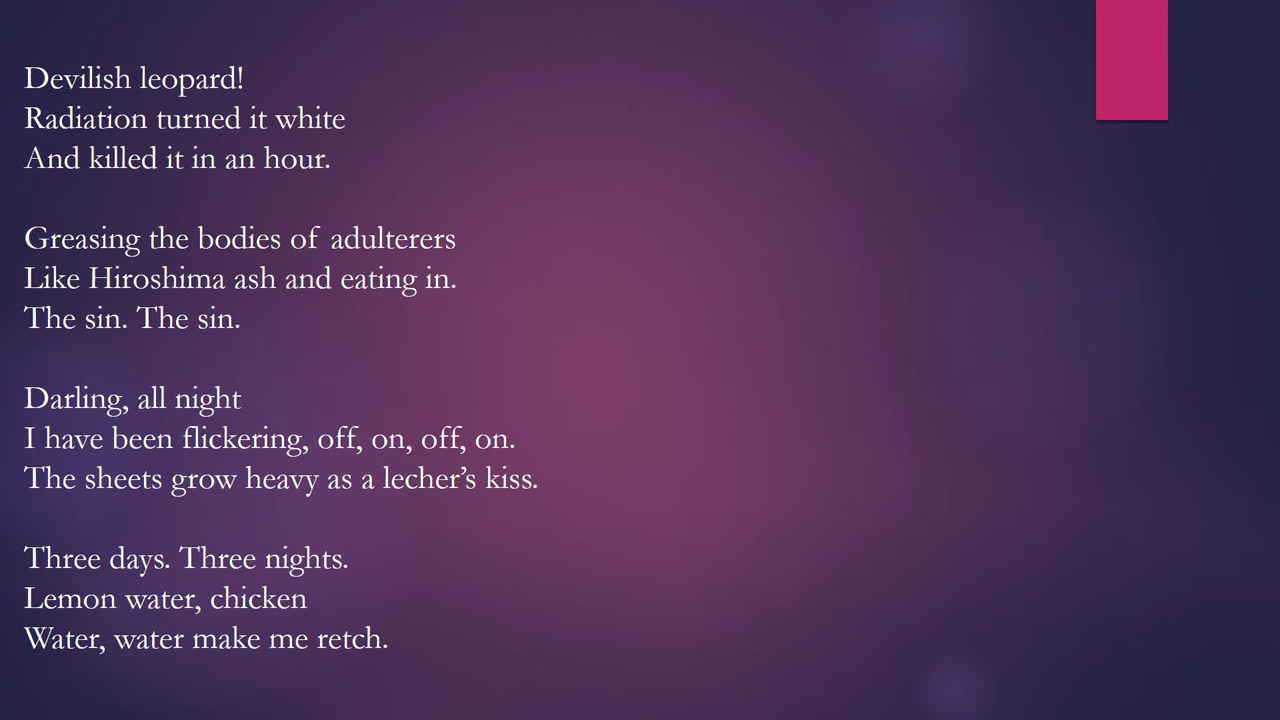 Devilish leopard!
Radiation turned it white
And killed it in an hour.
Greasing the bodies of adulterers
Like Hiroshima ash and eating in.
The sin. The sin.
Darling, all night
I have been flickering, off, on, off, on.
The sheets grow heavy as a lecher’s kiss.
Three days. Three nights.
Lemon water, chicken
Water, water make me retch.